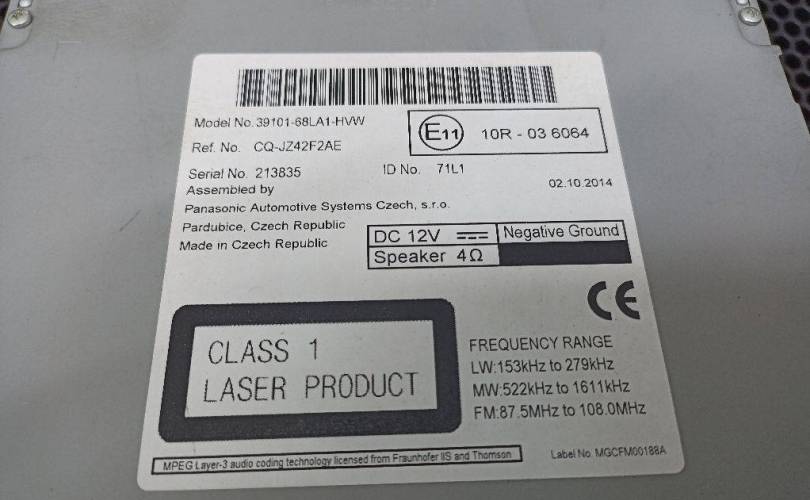 Model No. 39101-68LA1-HVW
E11 10R - 03 6064
Ref. No. CQ-JZ42F2AE
Serial No. 213835 ID No. 71L1
Assembled by 02.10.2014
Panasonic Automotive Systems Czech, s.r.o.
Pardubice, Czech Republic
Made in Czech Republic
DC 12V Negative Ground
Speaker 4Ω
CE
CLASS 1
LASER PRODUCT
FREQUENCY RANGE
LW:153kHz to 279kHz
MW:522kHz to 1611kHz
FM:87.5MHz to 108.0MHz
MPEG Layer-3 audio coding technology licensed from Fraunhofer IIS and Thomson
Label No. MGCFM00188A